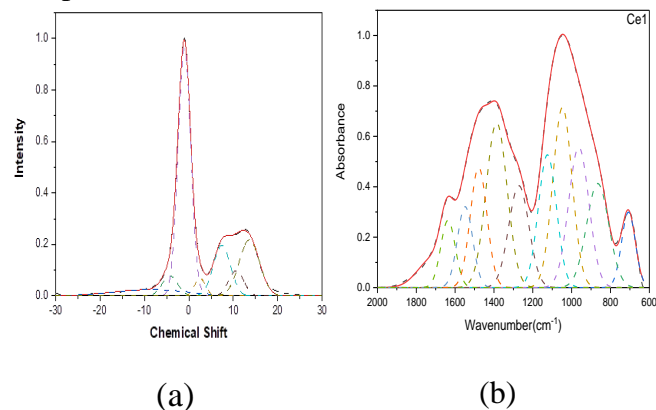 Ce1
1.0
0.8
0.6
0.4
0.2
0.0
Intensity
-30 -20 -10 0 10 20 30
Chemical Shift
(a)
1.0
0.8
0.6
0.4
0.2
0.0
Absorbance
2000 1800 1600 1400 1200 1000 800 600
Wavenumber(cm⁻¹)
(b)